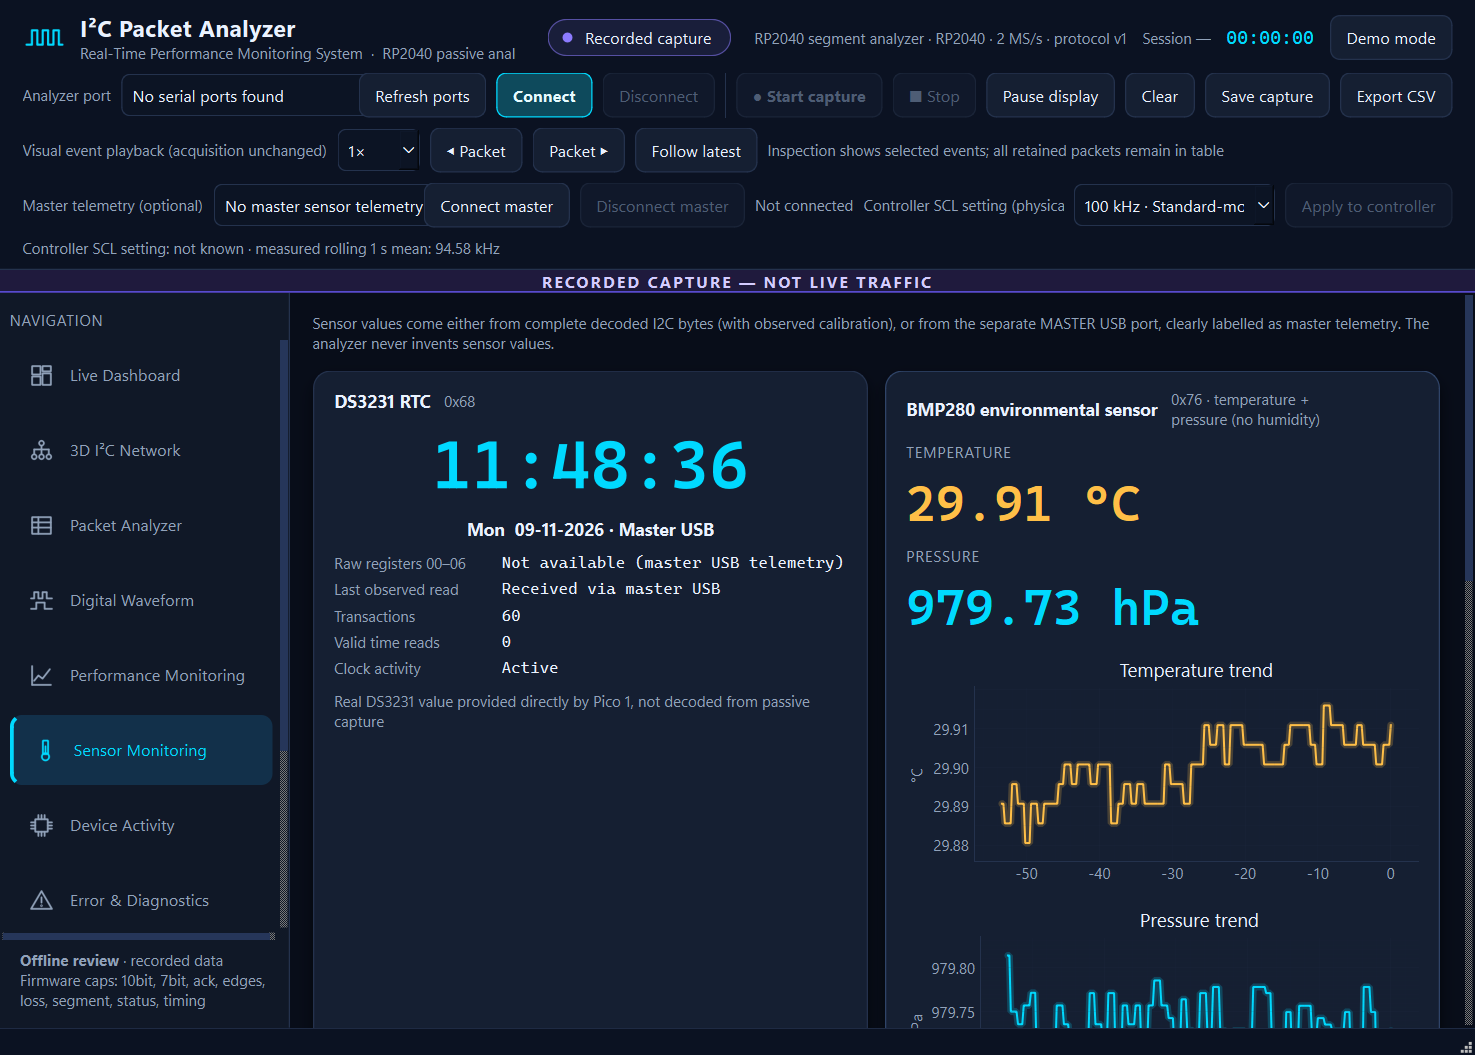 I²C Packet Analyzer
Real-Time Performance Monitoring System · RP2040 passive anal
Recorded capture
RP2040 segment analyzer · RP2040 · 2 MS/s · protocol v1
Session —
00:00:00
Demo mode
Analyzer port
No serial ports found
Refresh ports
Connect
Disconnect
● Start capture
■ Stop
Pause display
Clear
Save capture
Export CSV
Visual event playback (acquisition unchanged)
1×
◂ Packet
Packet ▸
Follow latest
Inspection shows selected events; all retained packets remain in table
Master telemetry (optional)
No master sensor telemetry
Connect master
Disconnect master
Not connected
Controller SCL setting (physica
100 kHz · Standard-mo
Apply to controller
Controller SCL setting: not known · measured rolling 1 s mean: 94.58 kHz
RECORDED CAPTURE — NOT LIVE TRAFFIC
NAVIGATION
Live Dashboard
3D I²C Network
Packet Analyzer
Digital Waveform
Performance Monitoring
Sensor Monitoring
Device Activity
Error & Diagnostics
Offline review · recorded data
Firmware caps: 10bit, 7bit, ack, edges,
loss, segment, status, timing
Sensor values come either from complete decoded I2C bytes (with observed calibration), or from the separate MASTER USB port, clearly labelled as master telemetry. The
analyzer never invents sensor values.
DS3231 RTC 0x68
11:48:36
Mon 09-11-2026 · Master USB
Raw registers 00–06 Not available (master USB telemetry)
Last observed read Received via master USB
Transactions 60
Valid time reads 0
Clock activity Active
Real DS3231 value provided directly by Pico 1, not decoded from passive
capture
BMP280 environmental sensor
0x76 · temperature +
pressure (no humidity)
TEMPERATURE
29.91 °C
PRESSURE
979.73 hPa
Temperature trend
29.91
29.90
29.89
29.88
°C
-50 -40 -30 -20 -10 0
Pressure trend
979.80
979.75
Pa